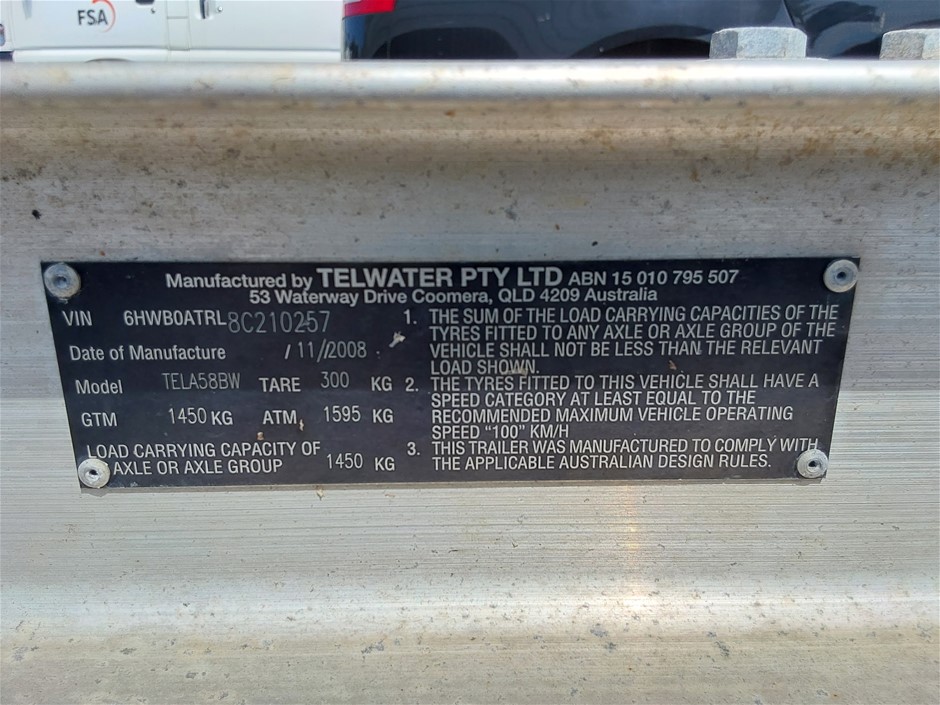 FSA
Manufactured by TELWATER PTY LTD ABN 15 010 795 507
53 Waterway Drive Coomera, QLD 4209 Australia
VIN 6HWB0ATRL8C210257
Date of Manufacture /11/2008
Model TELA58BW TARE 300 KG
GTM 1450 KG ATM 1595 KG
LOAD CARRYING CAPACITY OF
AXLE OR AXLE GROUP 1450 KG
1. THE SUM OF THE LOAD CARRYING CAPACITIES OF THE
TYRES FITTED TO ANY AXLE OR AXLE GROUP OF THE
VEHICLE SHALL NOT BE LESS THAN THE RELEVANT
LOAD SHOWN.
2. THE TYRES FITTED TO THIS VEHICLE SHALL HAVE A
SPEED CATEGORY AT LEAST EQUAL TO THE
RECOMMENDED MAXIMUM VEHICLE OPERATING
SPEED "100" KM/H
3. THIS TRAILER WAS MANUFACTURED TO COMPLY WITH
THE APPLICABLE AUSTRALIAN DESIGN RULES.